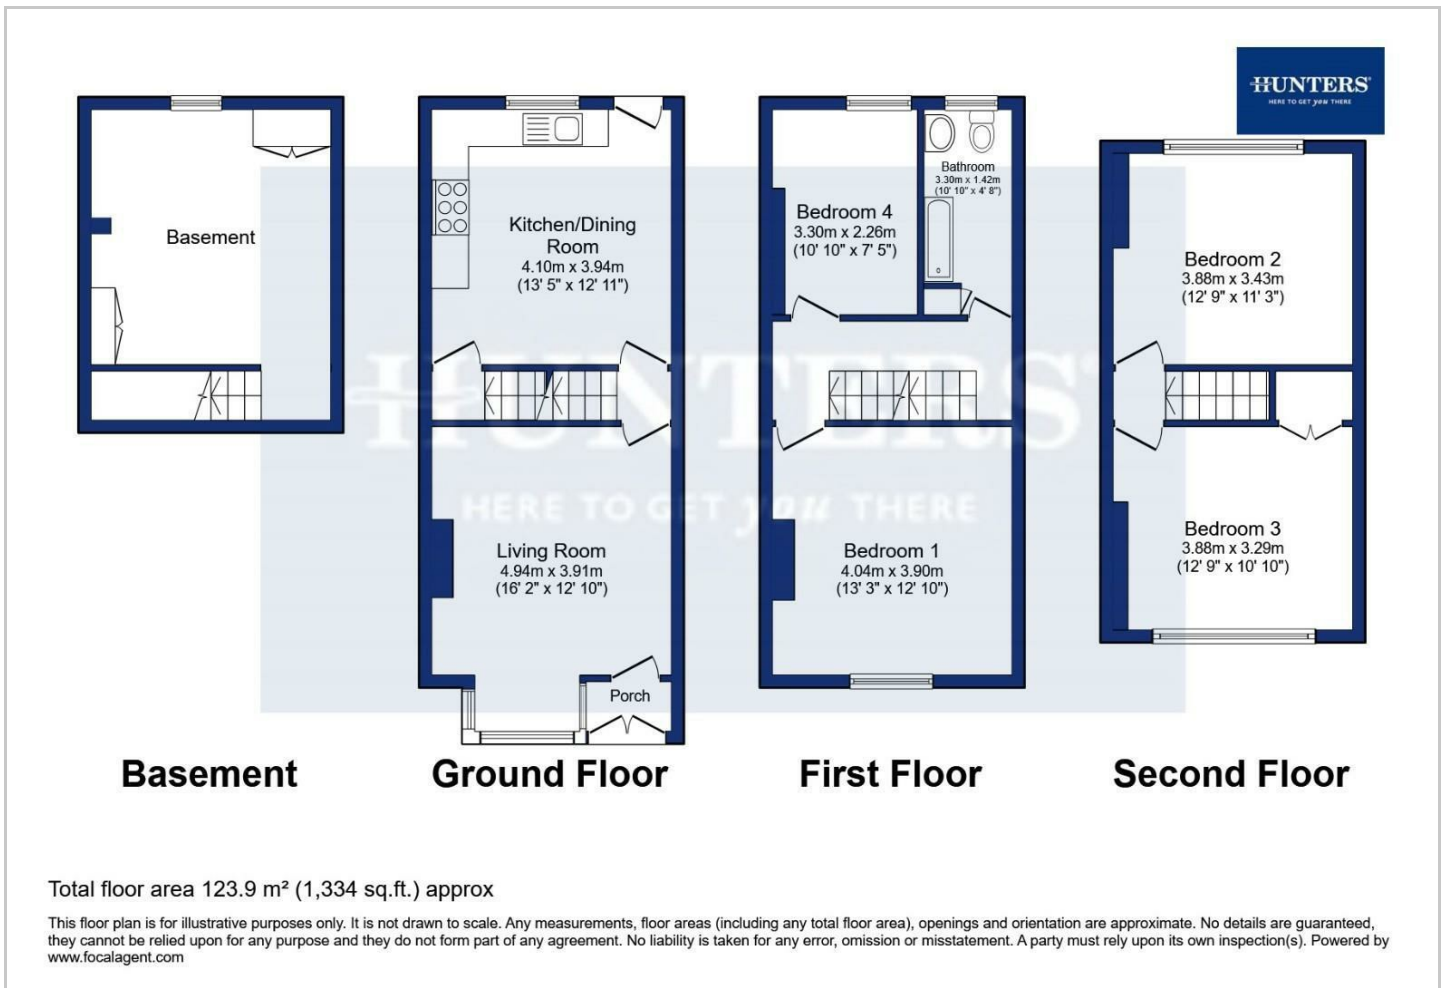 HUNTERS
HERE TO GET you THERE
Basement
Kitchen/Dining
Room
4.10m x 3.94m
(13' 5" x 12' 11")
Living Room
4.94m x 3.91m
(16' 2" x 12' 10")
Porch
Bedroom 4
3.30m x 2.26m
(10' 10" x 7' 5")
Bathroom
3.30m x 1.42m
(10' 10" x 4' 8")
Bedroom 1
4.04m x 3.90m
(13' 3" x 12' 10")
Bedroom 2
3.88m x 3.43m
(12' 9" x 11' 3")
Bedroom 3
3.88m x 3.29m
(12' 9" x 10' 10")
HUNTERS®
HERE TO GET you THERE
Basement
Ground Floor
First Floor
Second Floor
Total floor area 123.9 m² (1,334 sq.ft.) approx
This floor plan is for illustrative purposes only. It is not drawn to scale. Any measurements, floor areas (including any total floor area), openings and orientation are approximate. No details are guaranteed,
they cannot be relied upon for any purpose and they do not form part of any agreement. No liability is taken for any error, omission or misstatement. A party must rely upon its own inspection(s). Powered by
www.focalagent.com